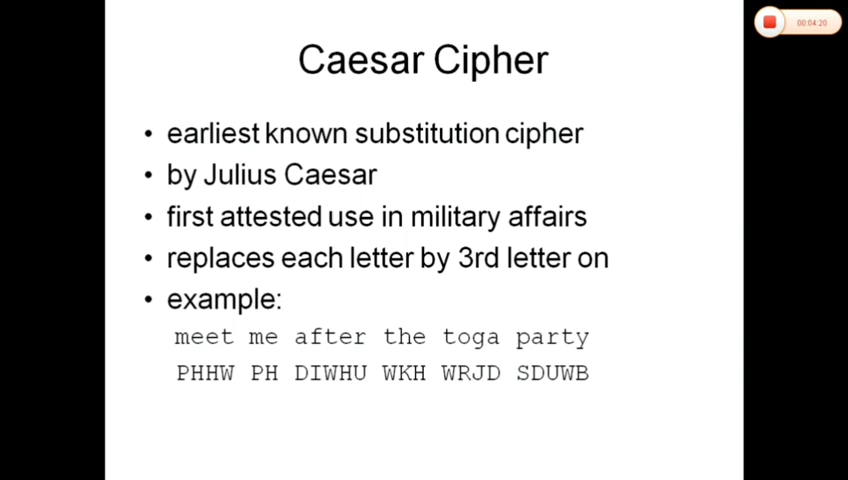 Caesar Cipher
00:04:20
• earliest known substitution cipher
• by Julius Caesar
• first attested use in military affairs
• replaces each letter by 3rd letter on
• example:
meet me after the toga party
PHHW PH DIWHU WKH WRJD SDUWB